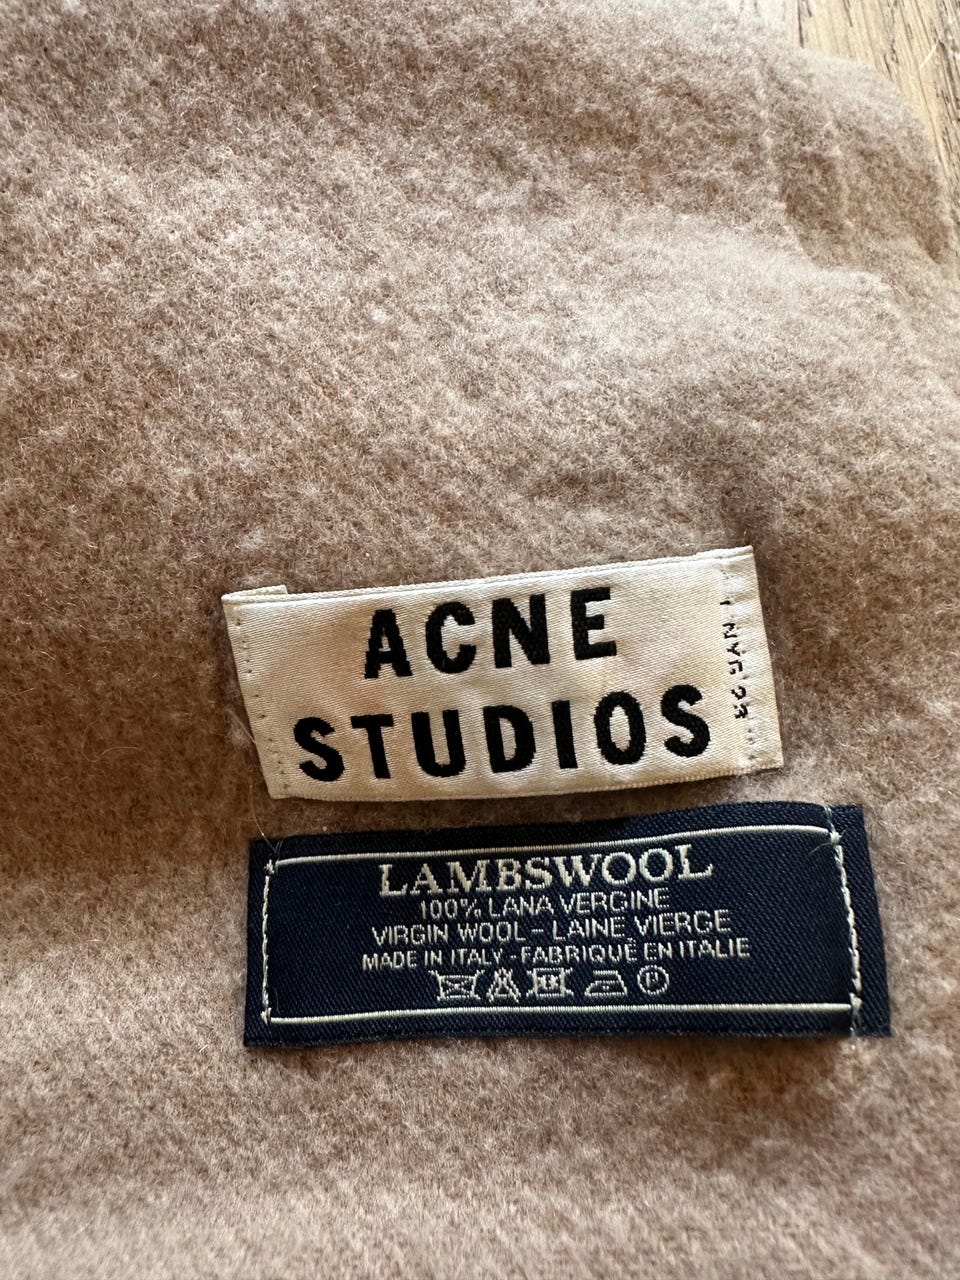 ACNE
STUDIOS
LAMBSWOOL
100% LANA VERGINE
VIRGIN WOOL - LAINE VIERGE
MADE IN ITALY - FABRIQUÉ EN ITALIE
P